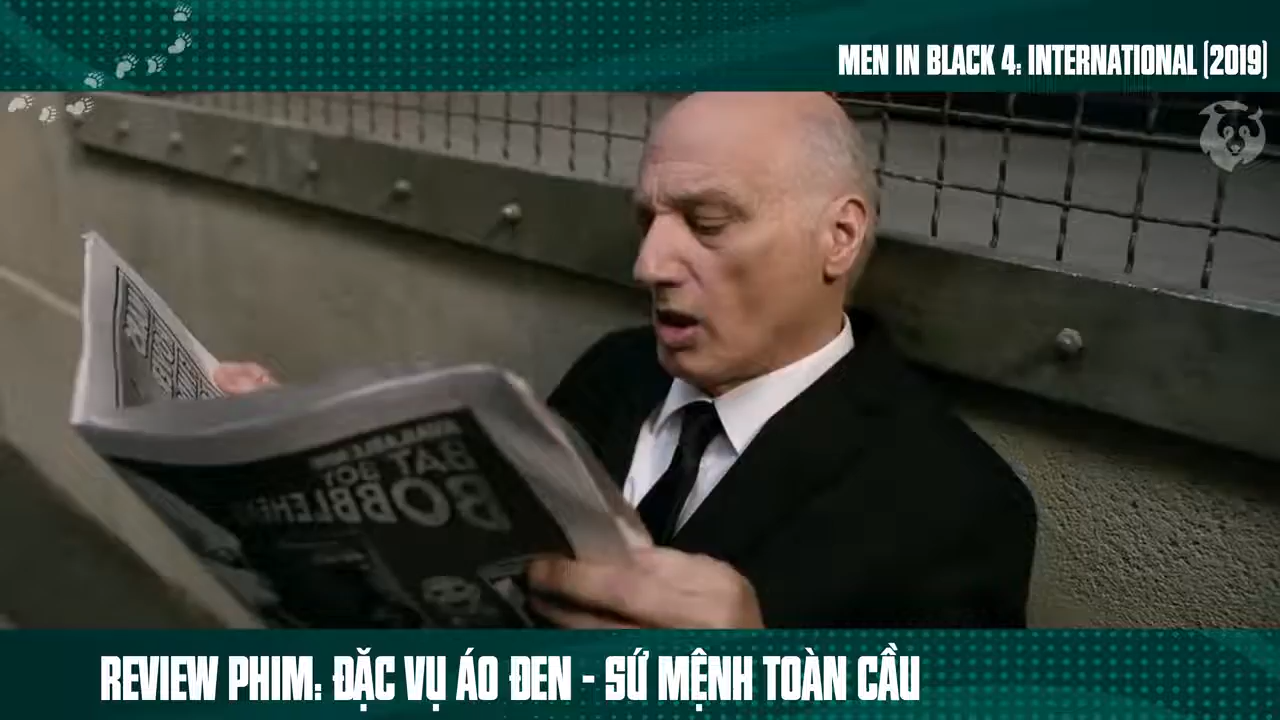 MEN IN BLACK 4: INTERNATIONAL (2019)
BAT
BOY
BOBBLEHEAD
REVIEW PHIM: ĐẶC VỤ ÁO ĐEN - SỨ MỆNH TOÀN CẦU